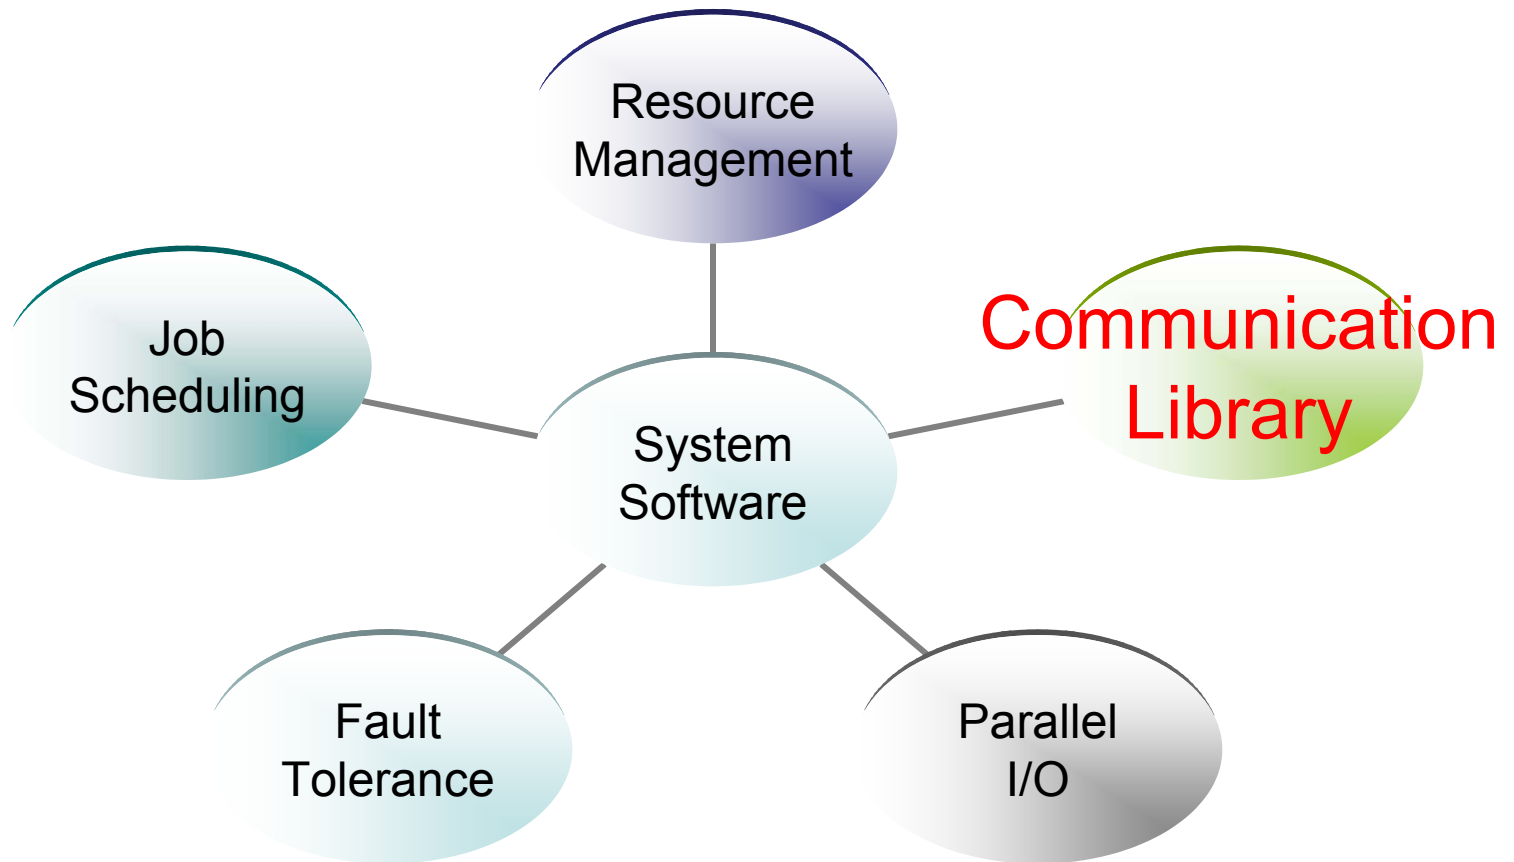 Resource
Management
Job
Scheduling
Communication
Library
System
Software
Fault
Tolerance
Parallel
I/O